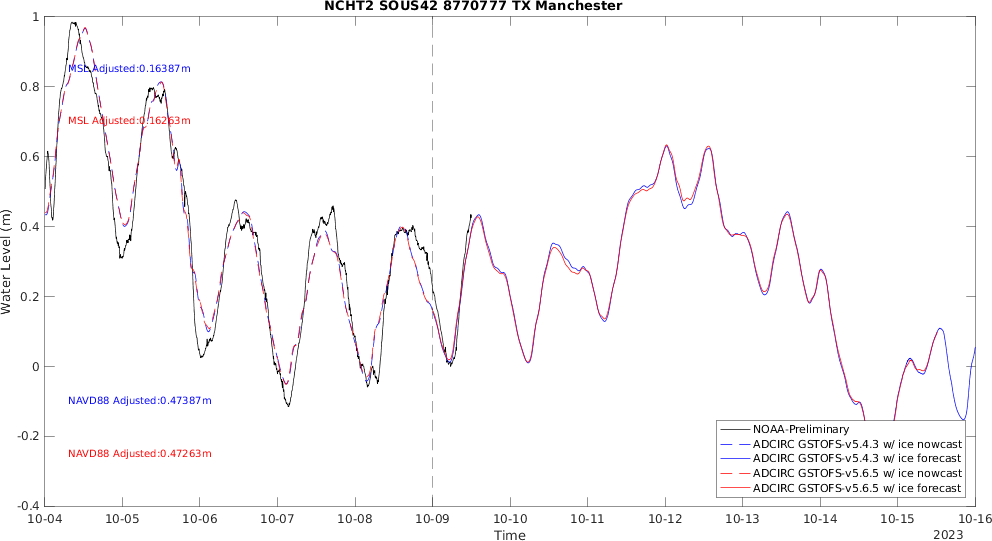 NCHT2 SOUS42 8770777 TX Manchester
1
0.8
0.6
0.4
0.2
0
-0.2
-0.4
Water Level (m)
MSL Adjusted:0.16387m
MSL Adjusted:0.16263m
NAVD88 Adjusted:0.47387m
NAVD88 Adjusted:0.47263m
NOAA-Preliminary
ADCIRC GSTOFS-v5.4.3 w/ ice nowcast
ADCIRC GSTOFS-v5.4.3 w/ ice forecast
ADCIRC GSTOFS-v5.6.5 w/ ice nowcast
ADCIRC GSTOFS-v5.6.5 w/ ice forecast
10-04 10-05 10-06 10-07 10-08 10-09 10-10 10-11 10-12 10-13 10-14 10-15 10-16
Time
2023